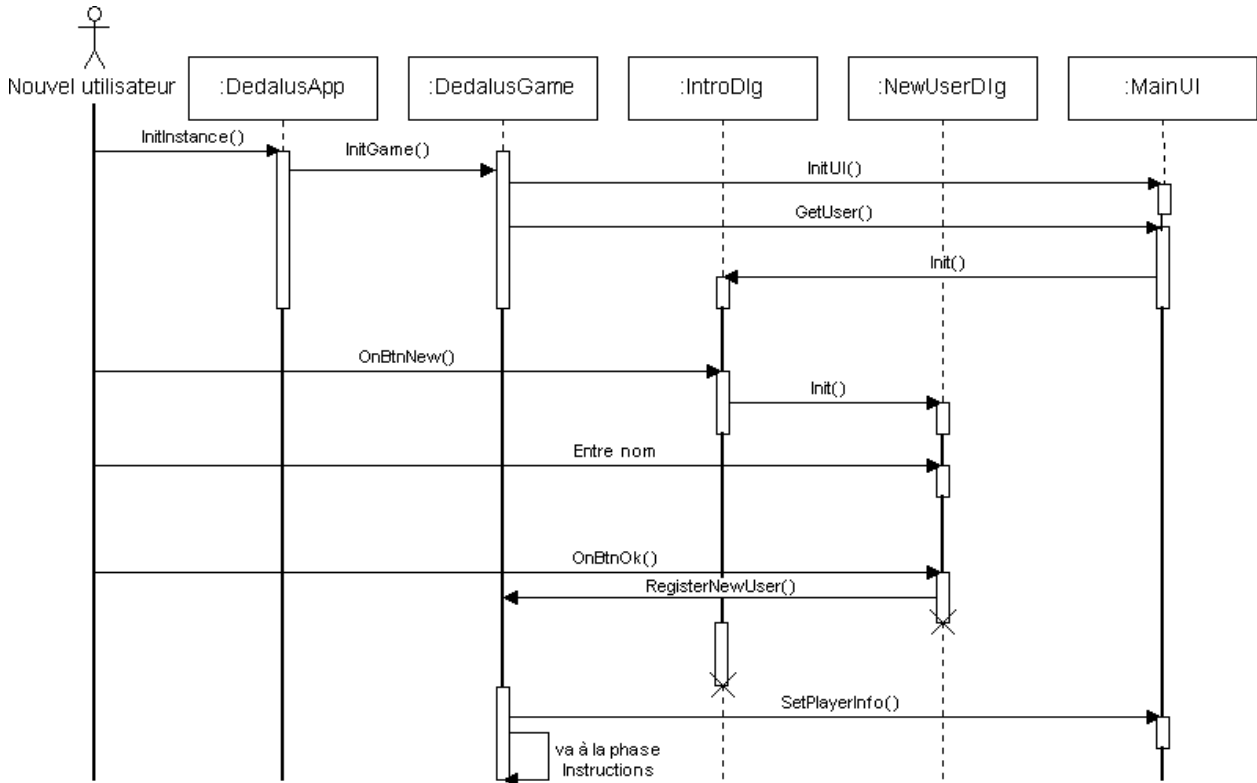 Nouvel utilisateur
:DedalusApp
:DedalusGame
:IntroDlg
:NewUserDlg
:MainUI
InitInstance()
InitGame()
InitUI()
GetUser()
Init()
OnBtnNew()
Init()
Entre nom
OnBtnOk()
RegisterNewUser()
SetPlayerInfo()
va à la phase
Instructions